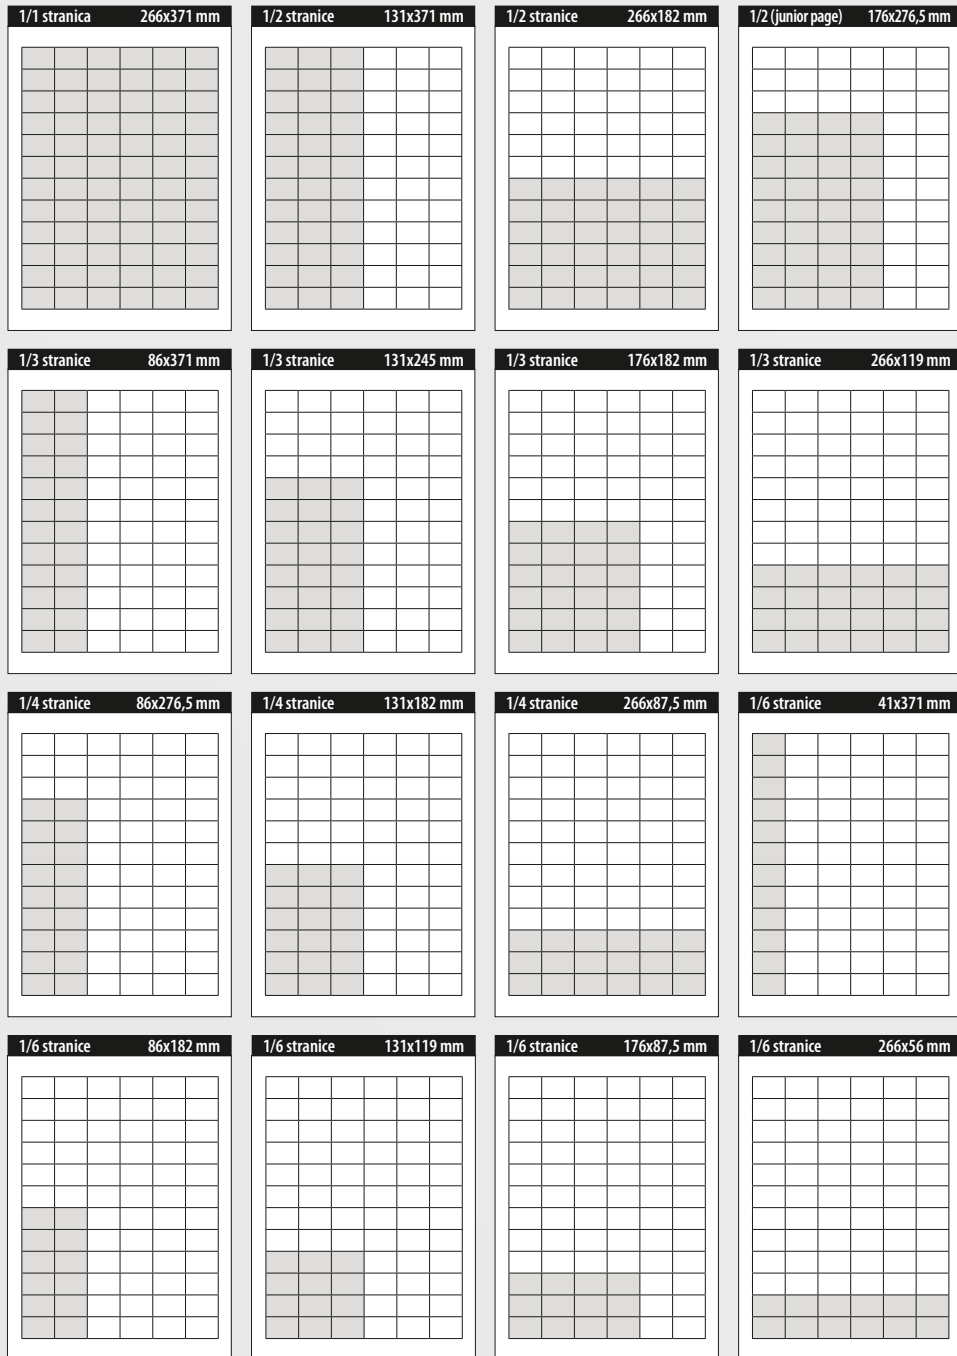 1/1 stranica 266x371 mm
1/2 stranice 131x371 mm
1/2 stranice 266x182 mm
1/2 (junior page) 176x276,5 mm
1/3 stranice 86x371 mm
1/3 stranice 131x245 mm
1/3 stranice 176x182 mm
1/3 stranice 266x119 mm
1/4 stranice 86x276,5 mm
1/4 stranice 131x182 mm
1/4 stranice 266x87,5 mm
1/6 stranice 41x371 mm
1/6 stranice 86x182 mm
1/6 stranice 131x119 mm
1/6 stranice 176x87,5 mm
1/6 stranice 266x56 mm